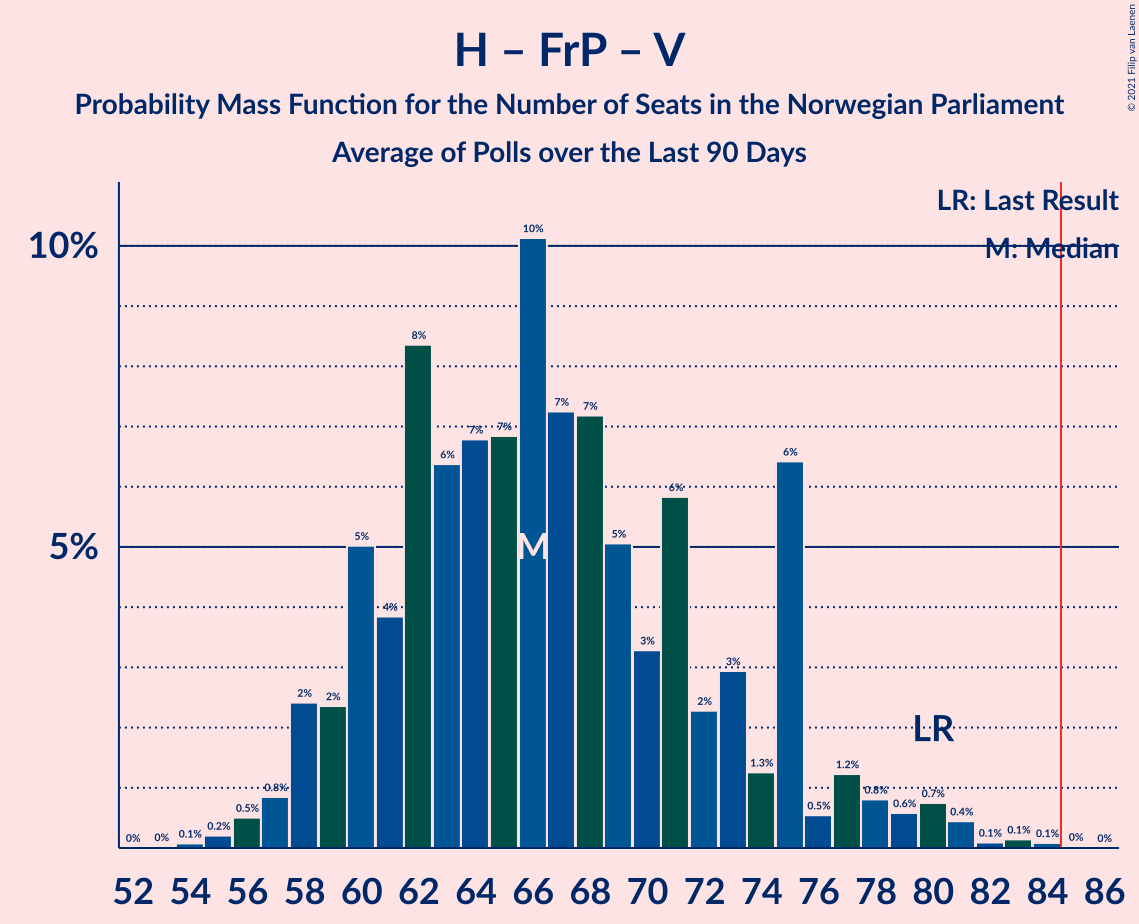 © 2021 Filip van Laenen
H – FrP – V
Probability Mass Function for the Number of Seats in the Norwegian Parliament
Average of Polls over the Last 90 Days
LR: Last Result
M: Median
10%
5%
0% 0% 0.1% 0.2% 0.5% 0.8% 2% 2% 5% 4% 8% 6% 7% 7% 10% 7% 7% 5% 3% 6% 2% 3% 1.3% 6% 0.5% 1.2% 0.8% 0.6% 0.7% 0.4% 0.1% 0.1% 0.1% 0% 0%
M
LR
52 54 56 58 60 62 64 66 68 70 72 74 76 78 80 82 84 86